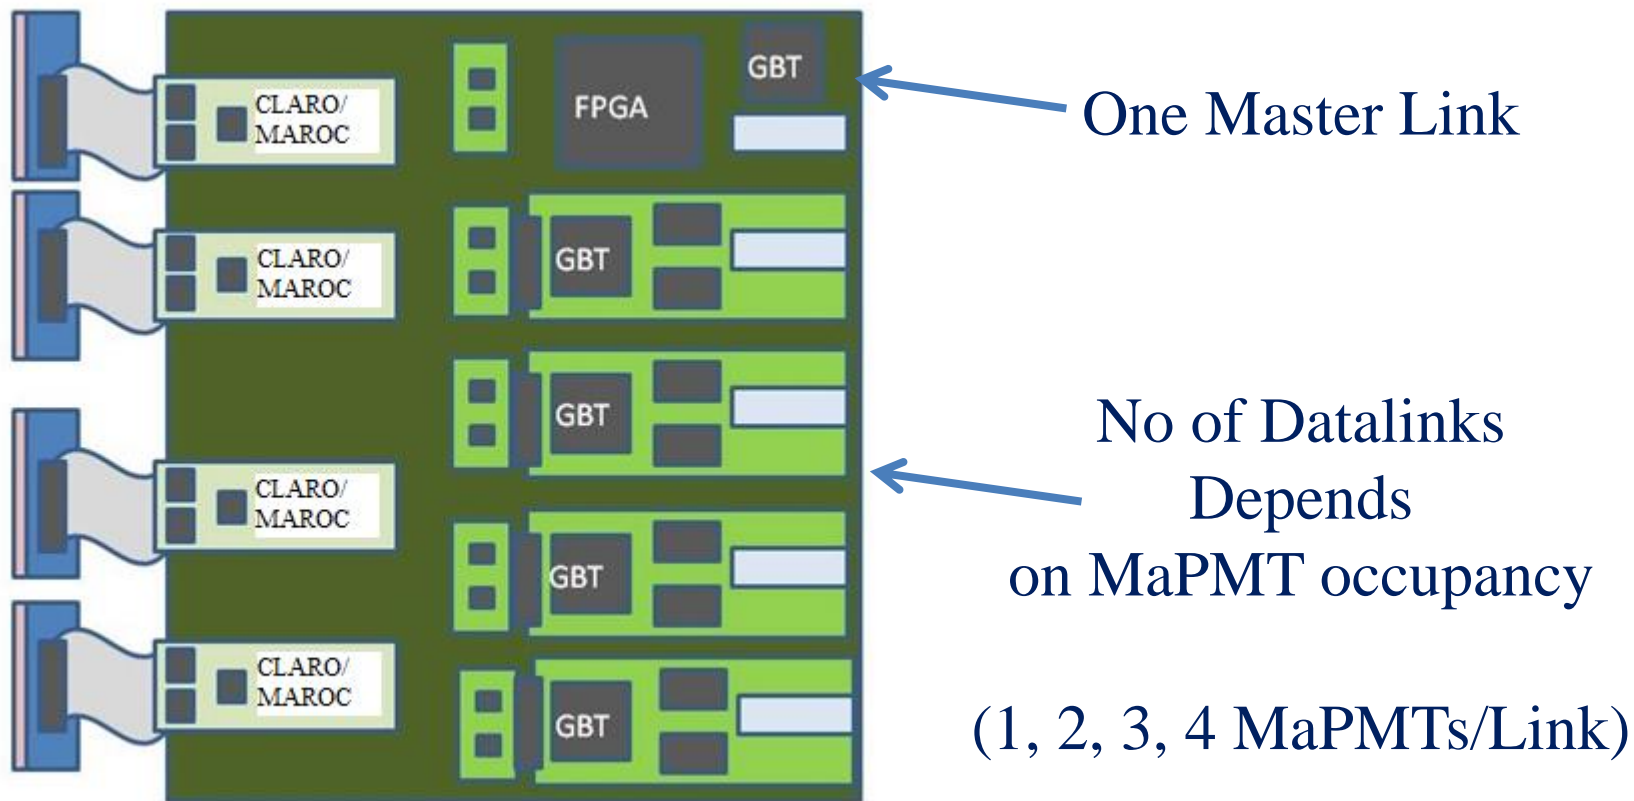 GBT
FPGA
CLARO/
MAROC
One Master Link
CLARO/
MAROC
GBT
GBT
No of Datalinks
Depends
on MaPMT occupancy
CLARO/
MAROC
GBT
CLARO/
MAROC
GBT
(1, 2, 3, 4 MaPMTs/Link)